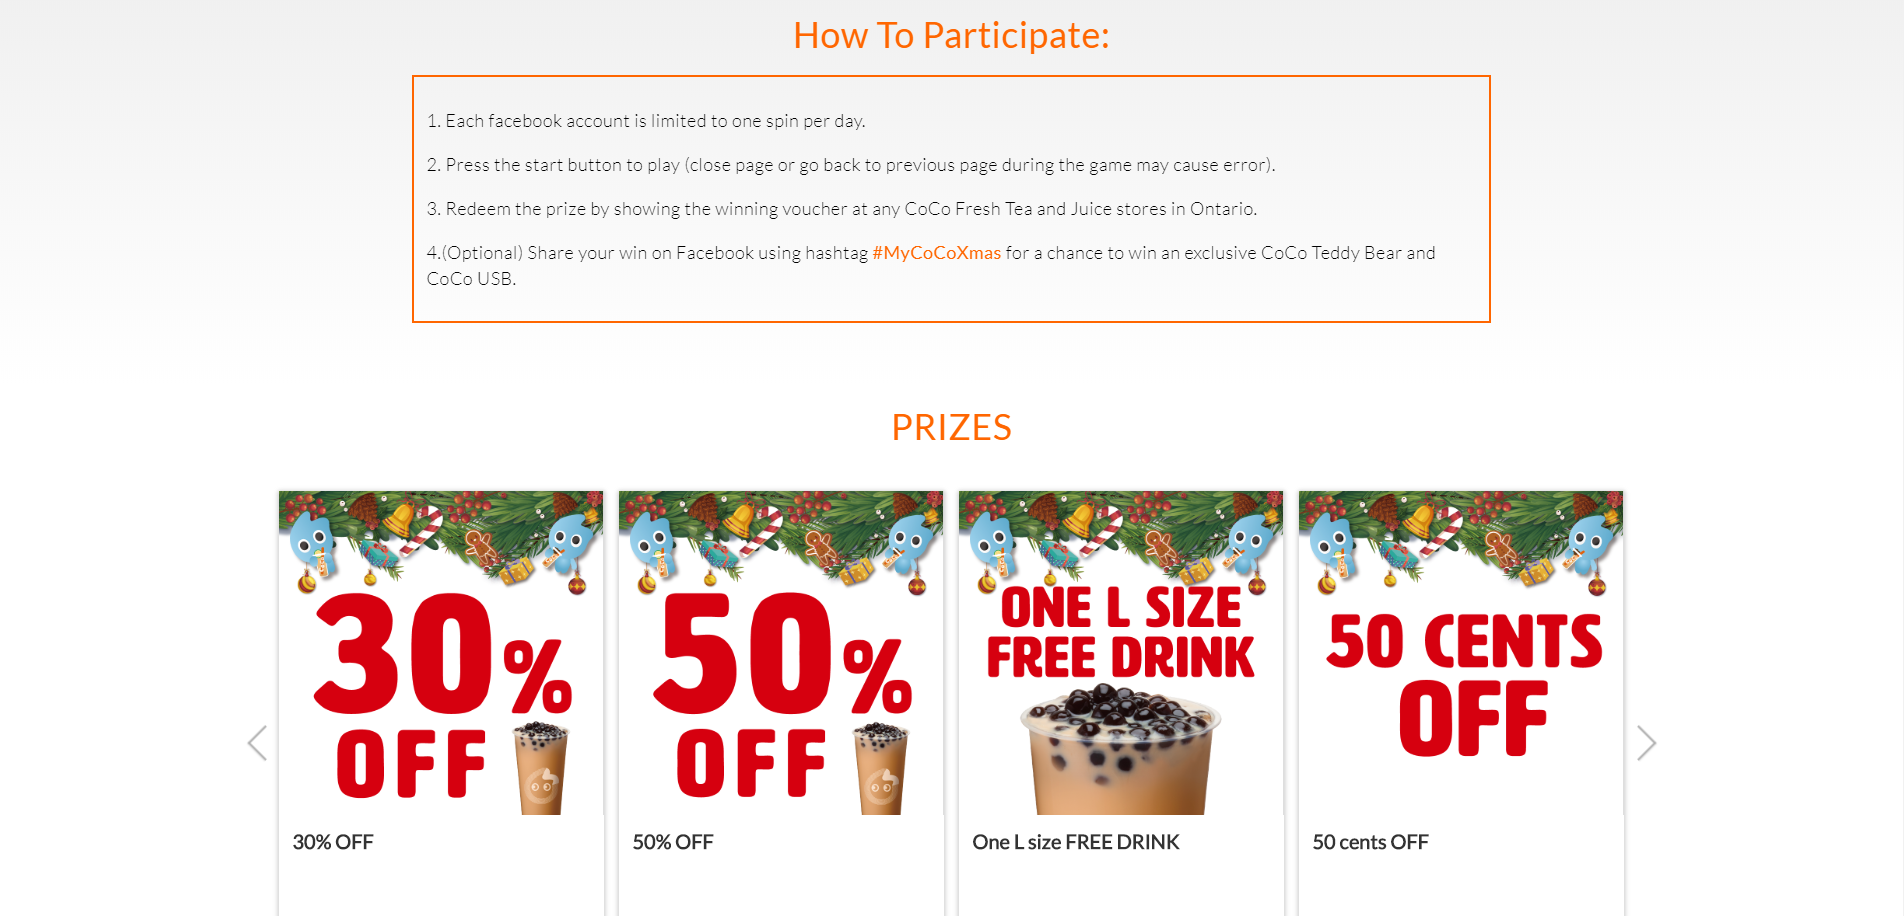 How To Participate:
1. Each facebook account is limited to one spin per day.
2. Press the start button to play (close page or go back to previous page during the game may cause error).
3. Redeem the prize by showing the winning voucher at any CoCo Fresh Tea and Juice stores in Ontario.
4.(Optional) Share your win on Facebook using hashtag #MyCoCoXmas for a chance to win an exclusive CoCo Teddy Bear and
CoCo USB.
PRIZES
30%
OFF
30% OFF
50%
OFF
50% OFF
ONE L SIZE
FREE DRINK
One L size FREE DRINK
50 CENTS
OFF
50 cents OFF